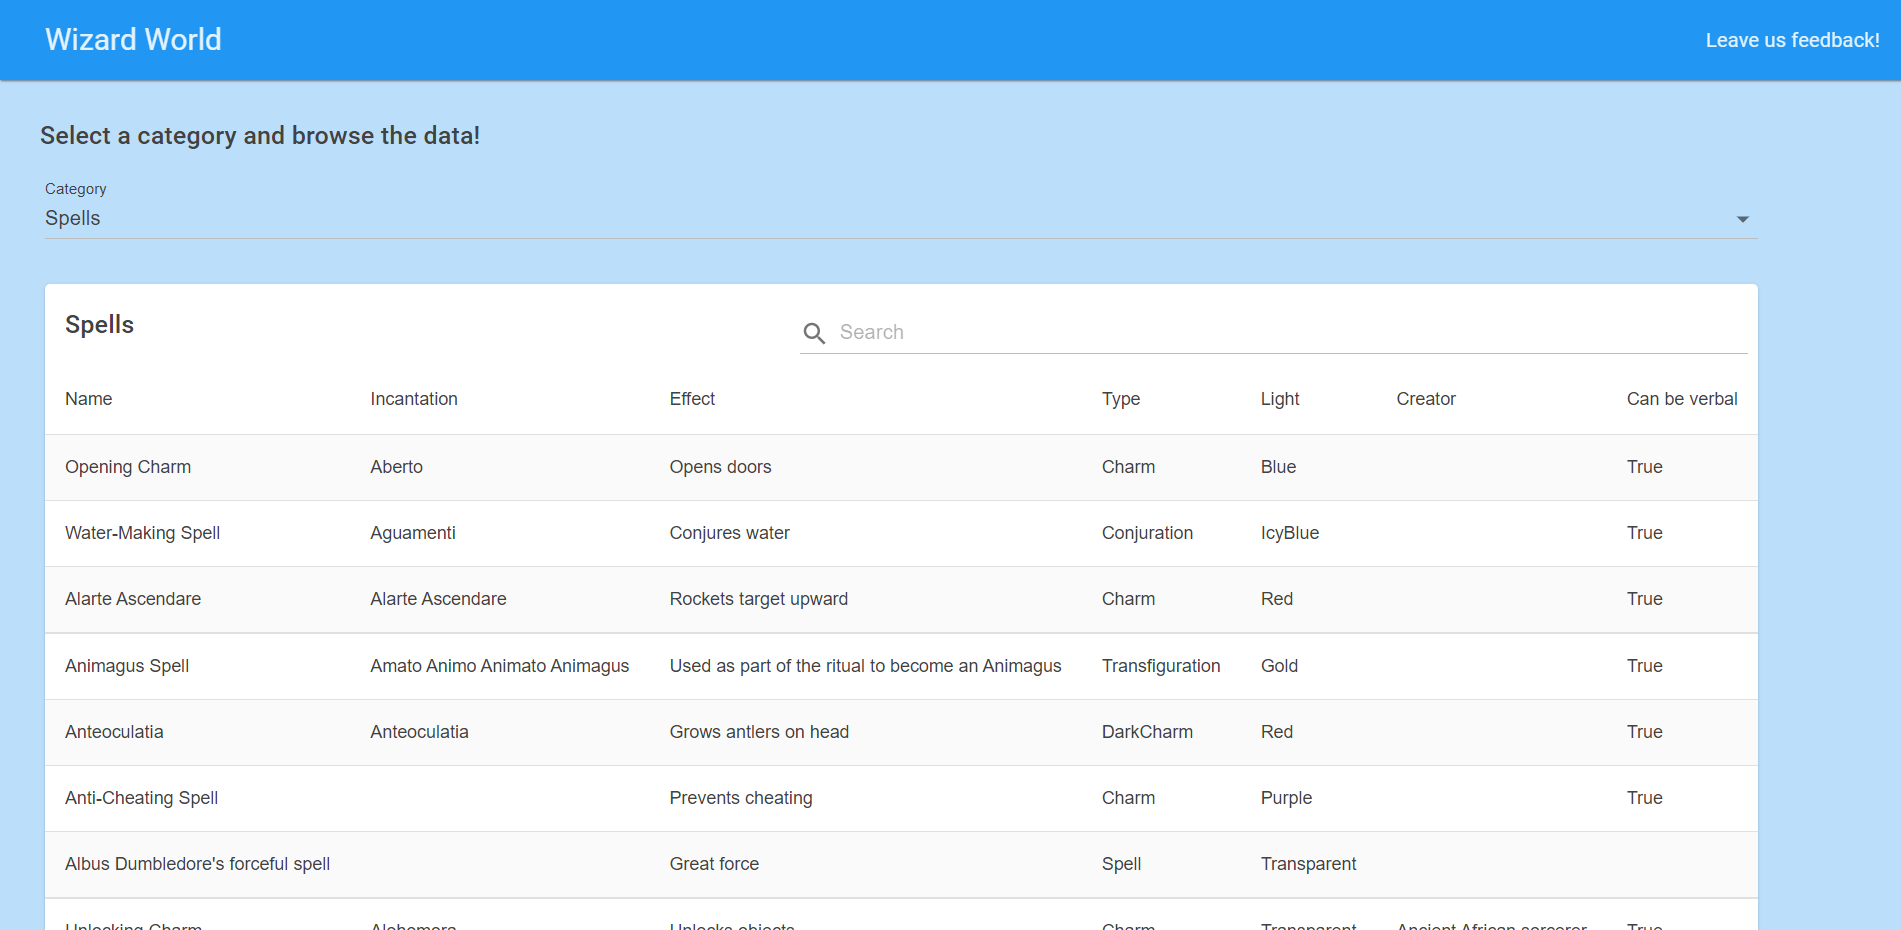 Wizard World
Leave us feedback!
Select a category and browse the data!
Category
Spells
Spells
Search
Name Incantation Effect Type Light Creator Can be verbal
Opening Charm Aberto Opens doors Charm Blue True
Water-Making Spell Aguamenti Conjures water Conjuration IcyBlue True
Alarte Ascendare Alarte Ascendare Rockets target upward Charm Red True
Animagus Spell Amato Animo Animato Animagus Used as part of the ritual to become an Animagus Transfiguration Gold True
Anteoculatia Anteoculatia Grows antlers on head DarkCharm Red True
Anti-Cheating Spell Prevents cheating Charm Purple True
Albus Dumbledore's forceful spell Great force Spell Transparent
Unlocking Charm Alohomora Unlocks objects Charm Transparent Ancient African sorcerer True